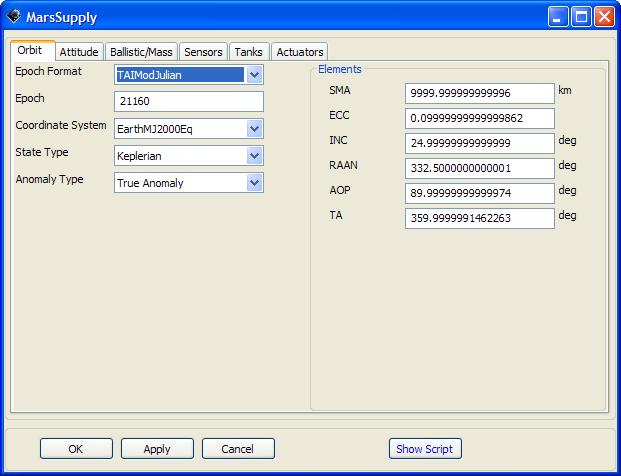 MarsSupply
Orbit Attitude Ballistic/Mass Sensors Tanks Actuators
Epoch Format TAIModJulian
Epoch 21160
Coordinate System EarthMJ2000Eq
State Type Keplerian
Anomaly Type True Anomaly
Elements
SMA 9999.999999999996 km
ECC 0.0999999999999862
INC 24.9999999999999 deg
RAAN 332.5000000000001 deg
AOP 89.99999999999974 deg
TA 359.9999991462263 deg
OK Apply Cancel Show Script